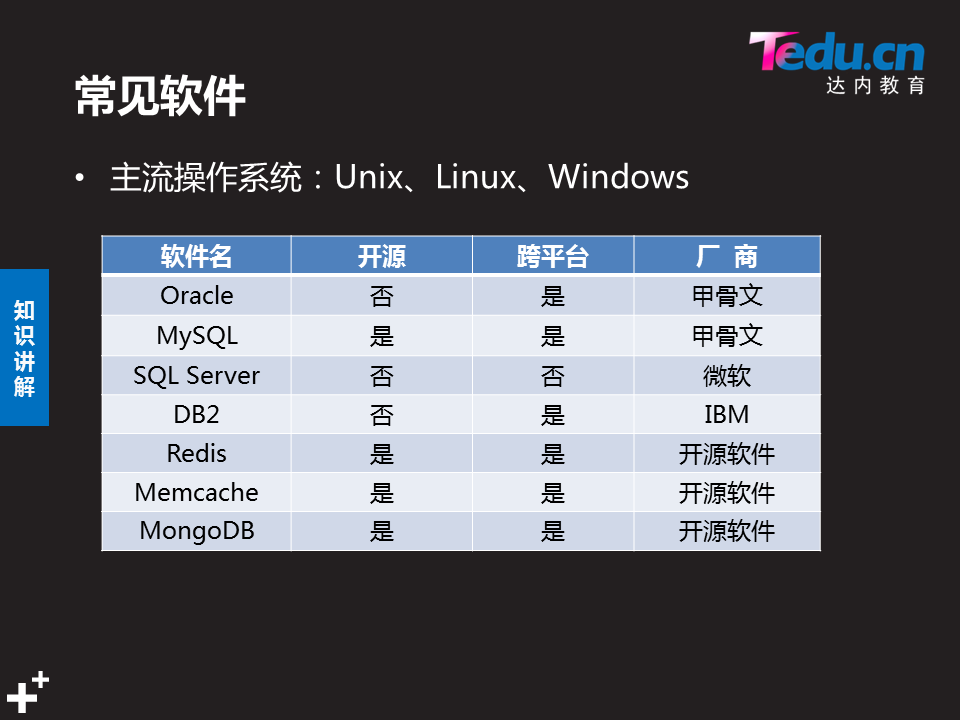 Tedu.cn
达内教育
常见软件
• 主流操作系统：Unix、Linux、Windows
软件名 开源 跨平台 厂 商
Oracle 否 是 甲骨文
MySQL 是 是 甲骨文
SQL Server 否 否 微软
DB2 否 是 IBM
Redis 是 是 开源软件
Memcache 是 是 开源软件
MongoDB 是 是 开源软件
知识讲解